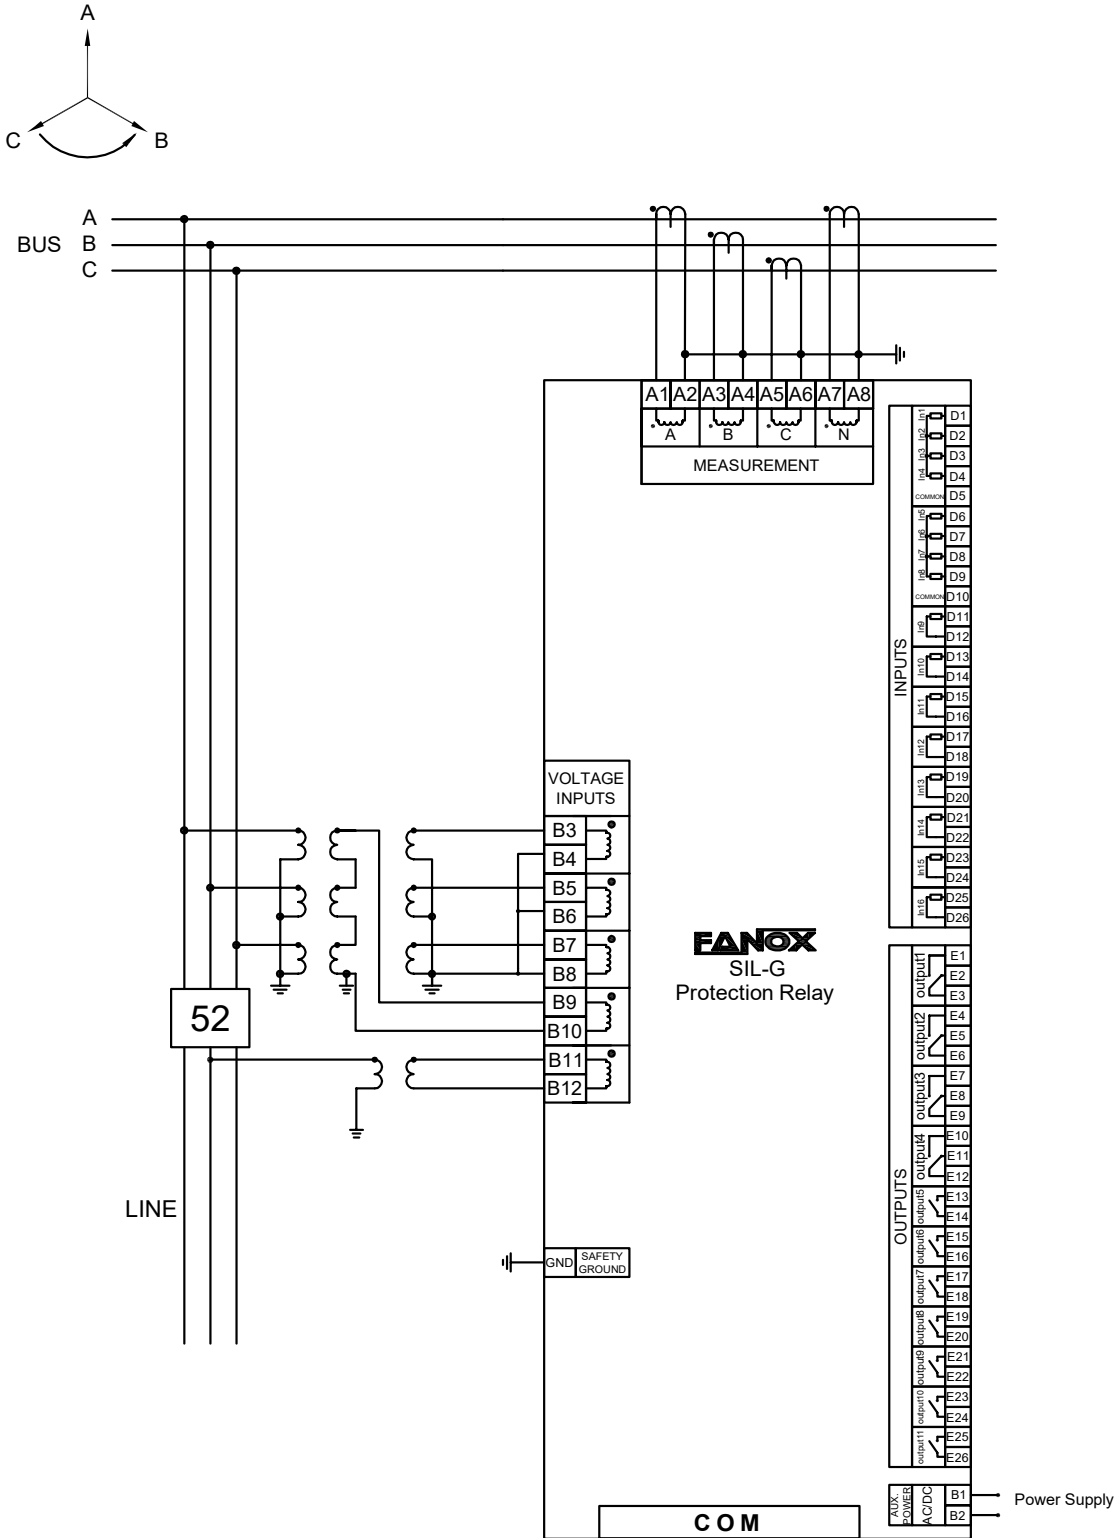 A
C
B
A
BUS B
C
A1 A2 A3 A4 A5 A6 A7 A8
A B C N
MEASUREMENT
INPUTS
In1 D1
In2 D2
In3 D3
In4 D4
COMMON D5
In5 D6
In6 D7
In7 D8
In8 D9
COMMON D10
In9 D11
D12
In10 D13
D14
In11 D15
D16
In12 D17
D18
In13 D19
D20
In14 D21
D22
In15 D23
D24
In16 D25
D26
VOLTAGE
INPUTS
B3
B4
B5
B6
B7
B8
B9
B10
B11
B12
FANOX
SIL-G
Protection Relay
52
LINE
GND SAFETY
GROUND
OUTPUTS
output1 E1
E2
E3
output2 E4
E5
E6
output3 E7
E8
E9
output4 E10
E11
E12
output5 E13
E14
output6 E15
E16
output7 E17
E18
output8 E19
E20
output9 E21
E22
output10 E23
E24
output11 E25
E26
AUX.
POWER
AC/DC
B1
B2
Power Supply
COM